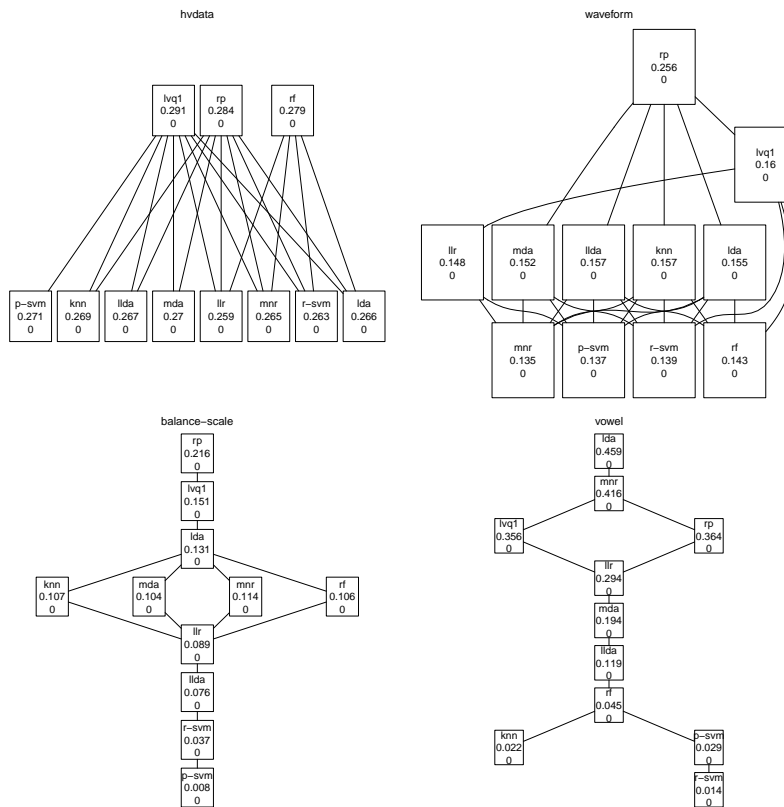 hvdata
lvq1
0.291
0
rp
0.284
0
rf
0.279
0
p−svm
0.271
0
knn
0.269
0
llda
0.267
0
mda
0.27
0
llr
0.259
0
mnr
0.265
0
r−svm
0.263
0
lda
0.266
0
waveform
rp
0.256
0
lvq1
0.16
0
llr
0.148
0
mda
0.152
0
llda
0.157
0
knn
0.157
0
lda
0.155
0
mnr
0.135
0
p−svm
0.137
0
r−svm
0.139
0
rf
0.143
0
balance−scale
rp
0.216
0
lvq1
0.151
0
lda
0.131
0
knn
0.107
0
mda
0.104
0
mnr
0.114
0
rf
0.106
0
llr
0.089
0
llda
0.076
0
r−svm
0.037
0
p−svm
0.008
0
vowel
lda
0.459
0
mnr
0.416
0
lvq1
0.356
0
rp
0.364
0
llr
0.294
0
mda
0.194
0
llda
0.119
0
rf
0.045
0
knn
0.022
0
p−svm
0.029
0
r−svm
0.014
0